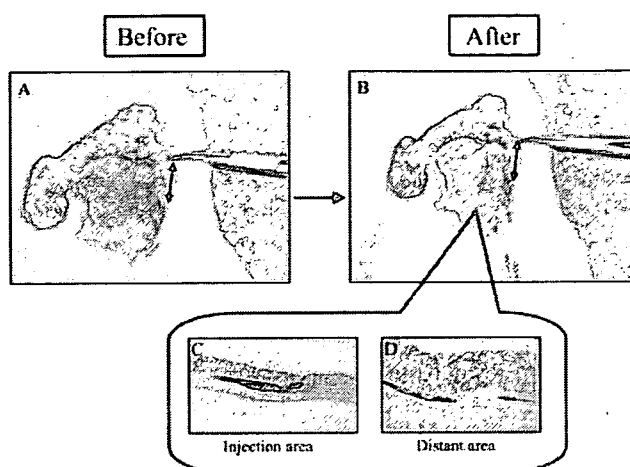 Before
After
A
B
C
D
Injection area
Distant area